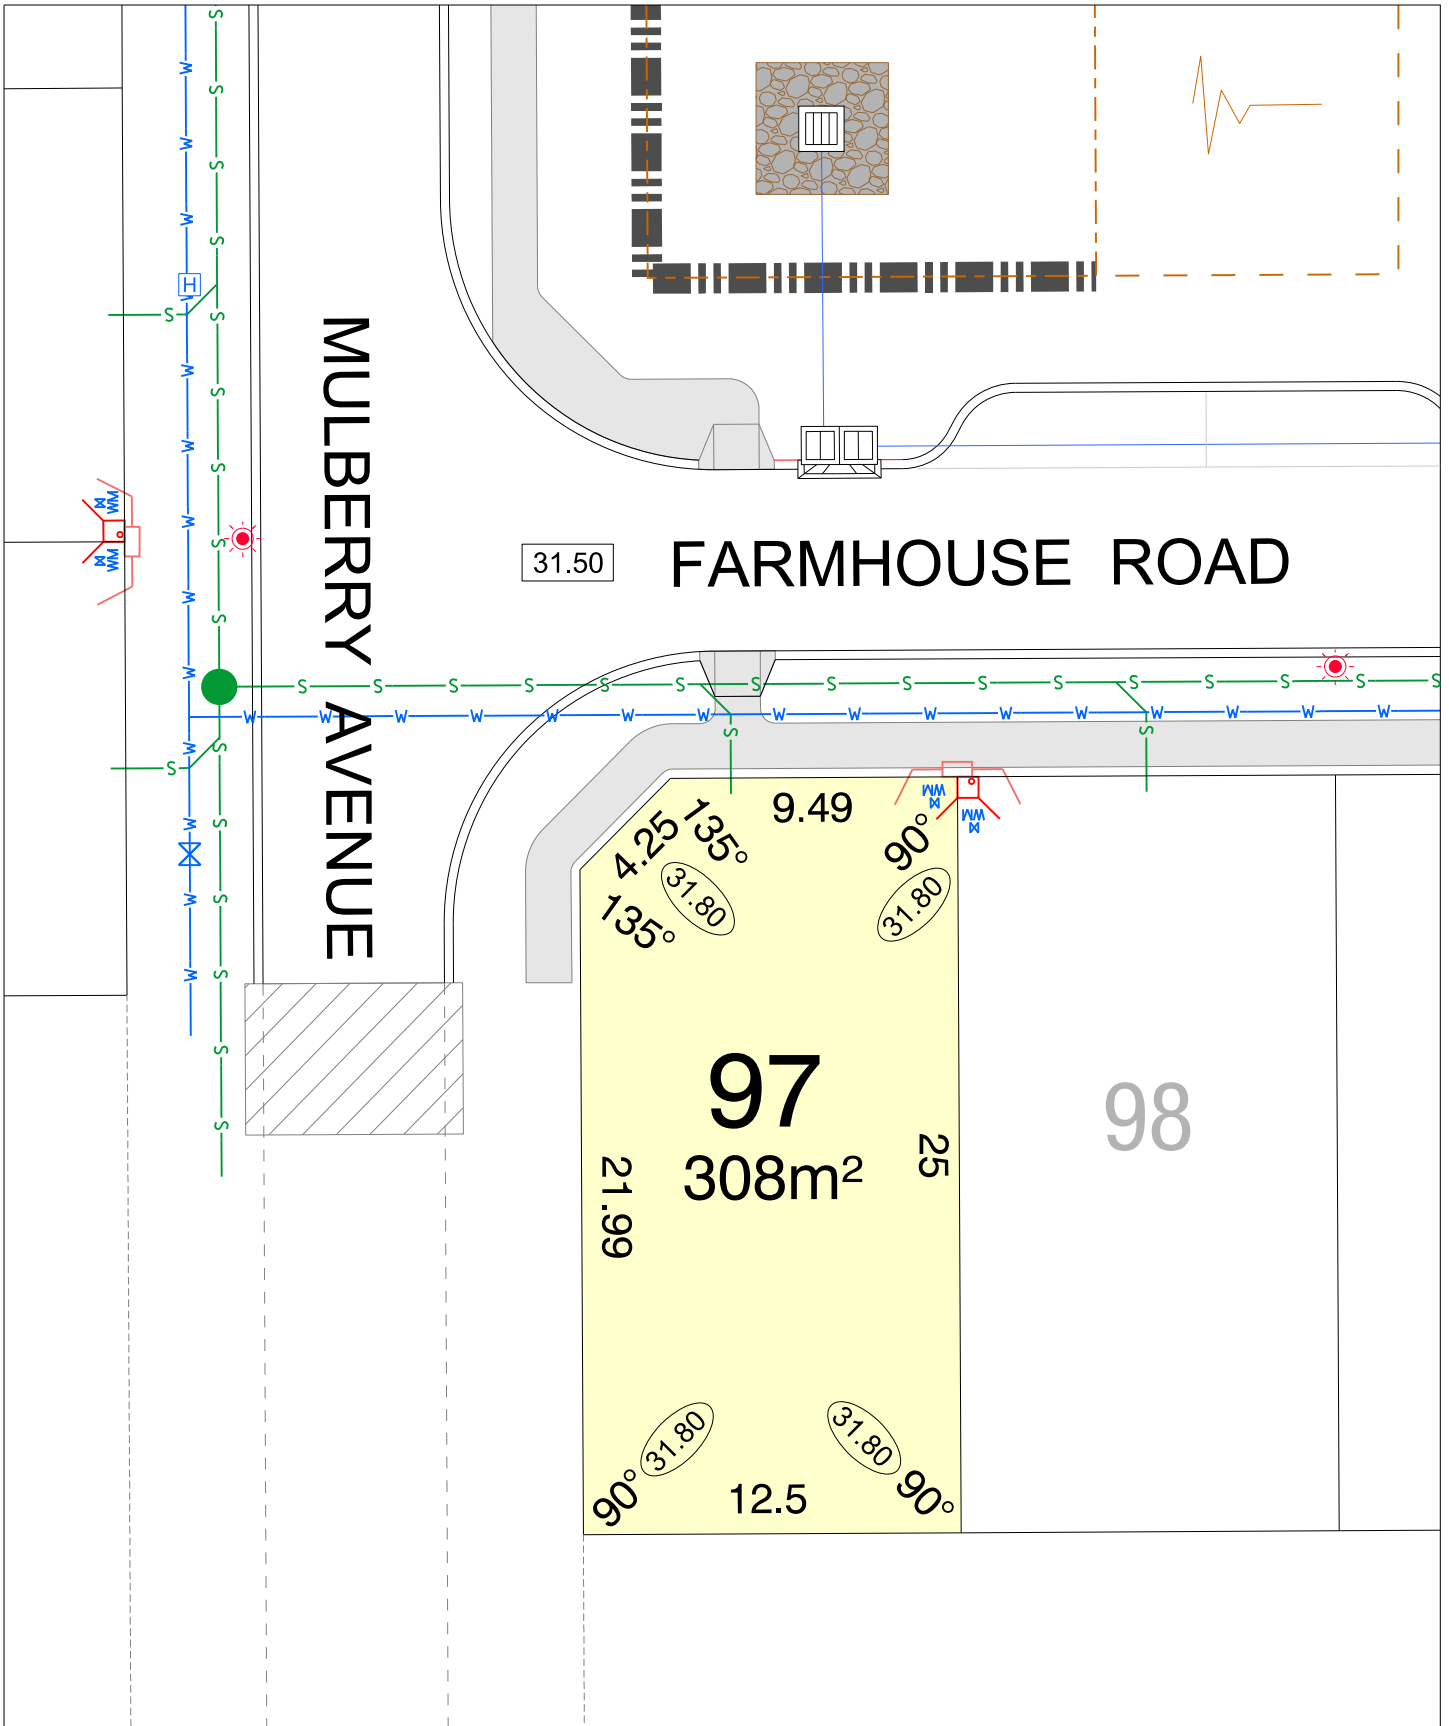 MULBERRY AVENUE
H
WM
WM
31.50
FARMHOUSE ROAD
S S S S S S S S S S S S S S S S
W W W W W W W W W W W W W W W W
9.49
WM
WM
4.25
135°
90°
31.80
31.80
135°
97
308m²
98
21.99
25
31.80
31.80
90°
12.5
90°